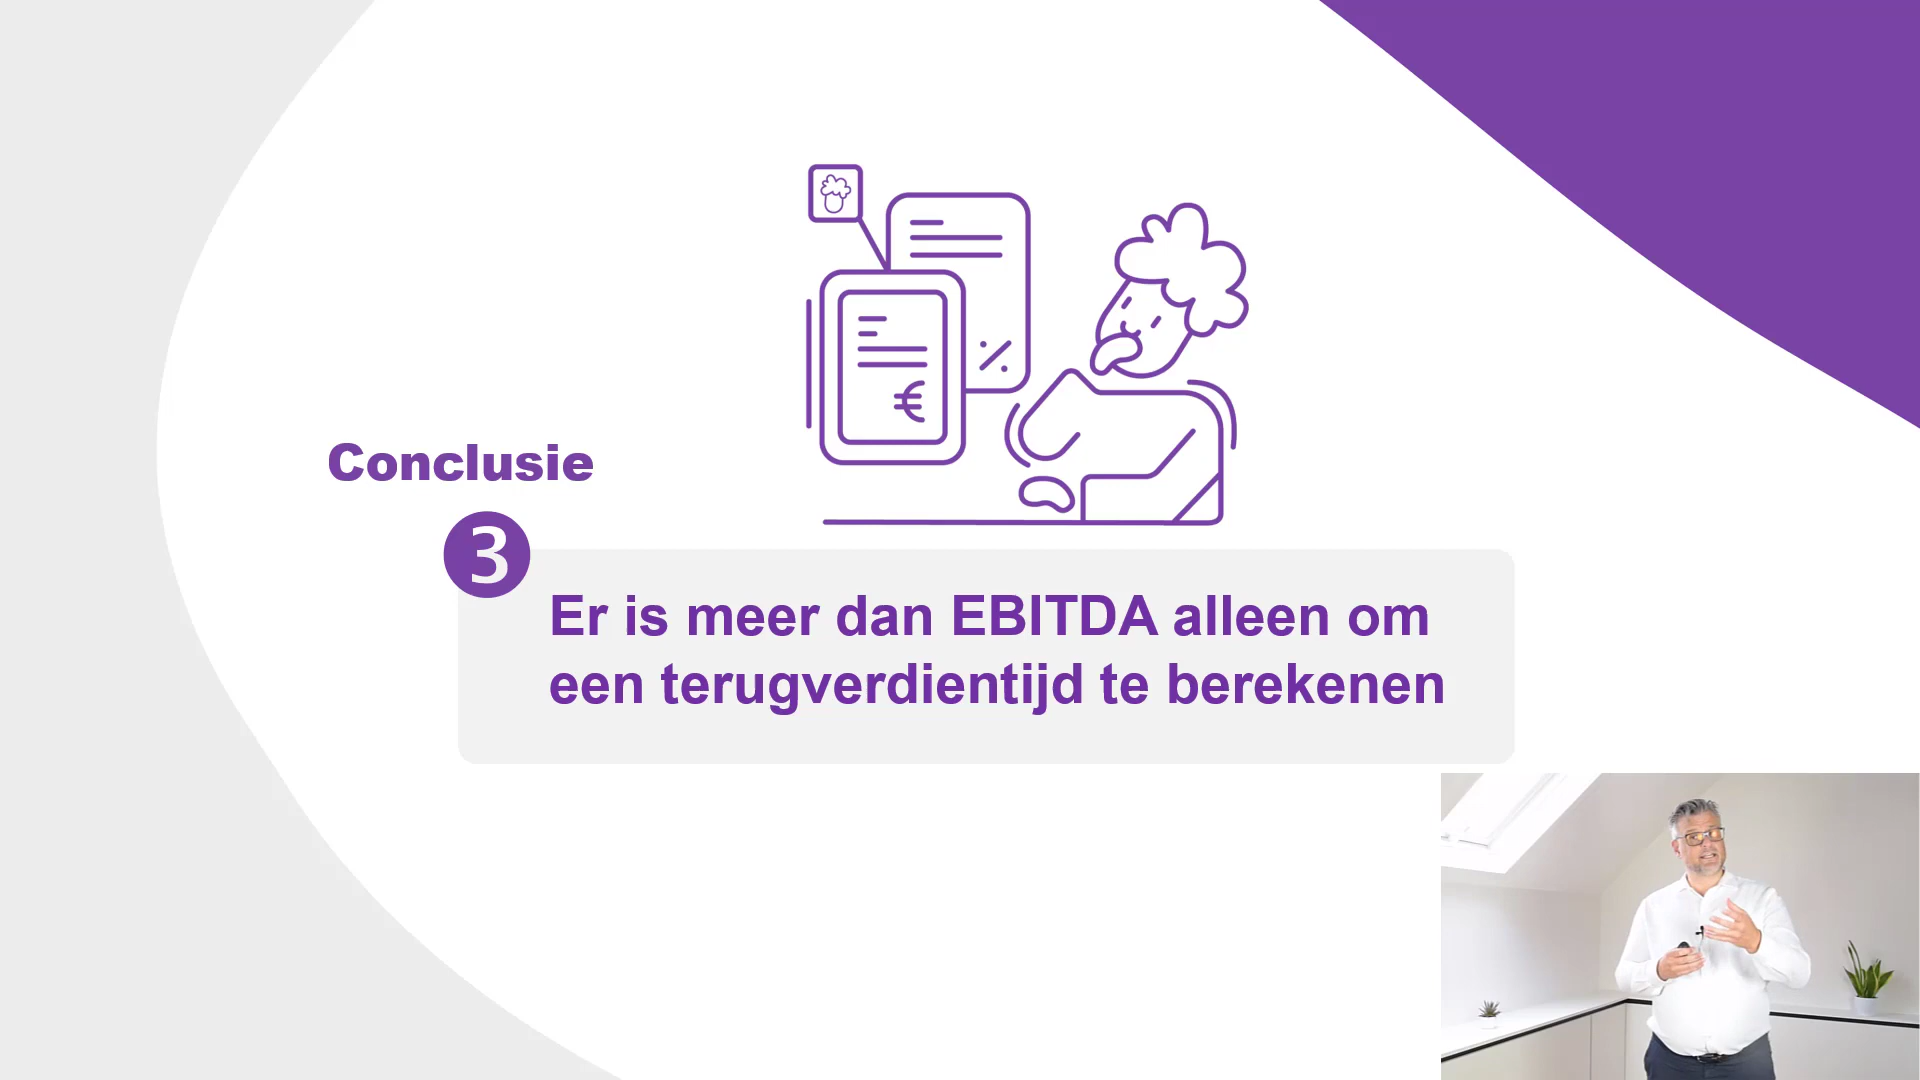 Conclusie
3
Er is meer dan EBITDA alleen om
een terugverdientijd te berekenen
%
€